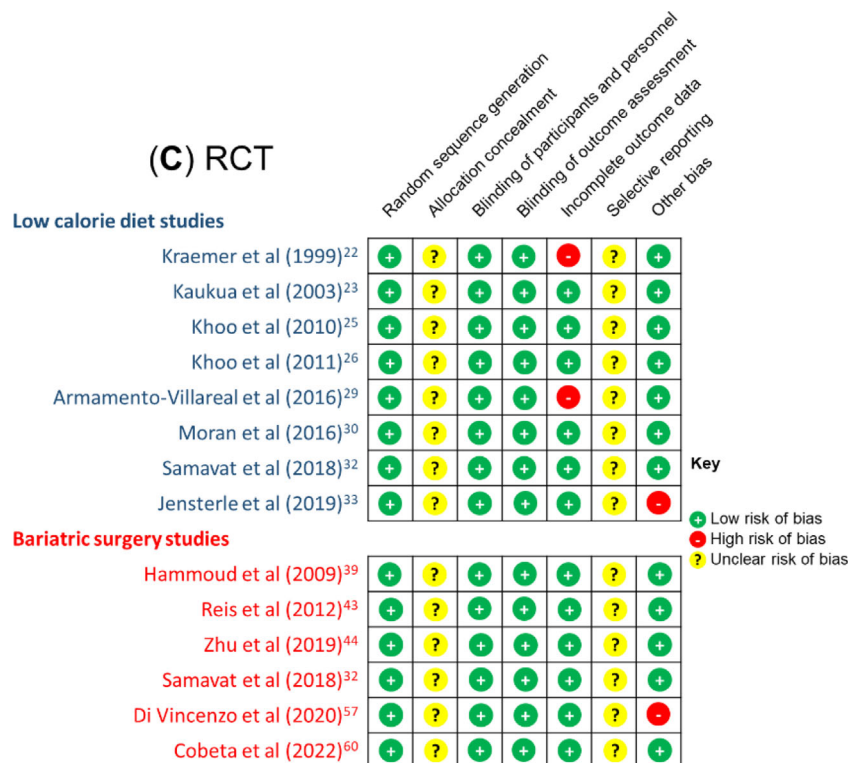 (C) RCT
Random sequence generation
Allocation concealment
Blinding of participants and personnel
Blinding of outcome assessment
Incomplete outcome data
Selective reporting
Other bias
Low calorie diet studies
Kraemer et al (1999)22 + ? + + - ? +
Kaukua et al (2003)23 + ? + + + ? +
Khoo et al (2010)25 + ? + + + ? +
Khoo et al (2011)26 + ? + + + ? +
Armamento-Villareal et al (2016)29 + ? + + - ? +
Moran et al (2016)30 + ? + + + ? +
Samavat et al (2018)32 + ? + + + ? +
Jensterle et al (2019)33 + ? + + + ? -
Key
+ Low risk of bias
- High risk of bias
? Unclear risk of bias
Bariatric surgery studies
Hammoud et al (2009)39 + ? + + + ? +
Reis et al (2012)43 + ? + + + ? +
Zhu et al (2019)44 + ? + + + ? +
Samavat et al (2018)32 + ? + + + ? +
Di Vincenzo et al (2020)57 + ? + + + ? -
Cobeta et al (2022)60 + ? + + + ? +